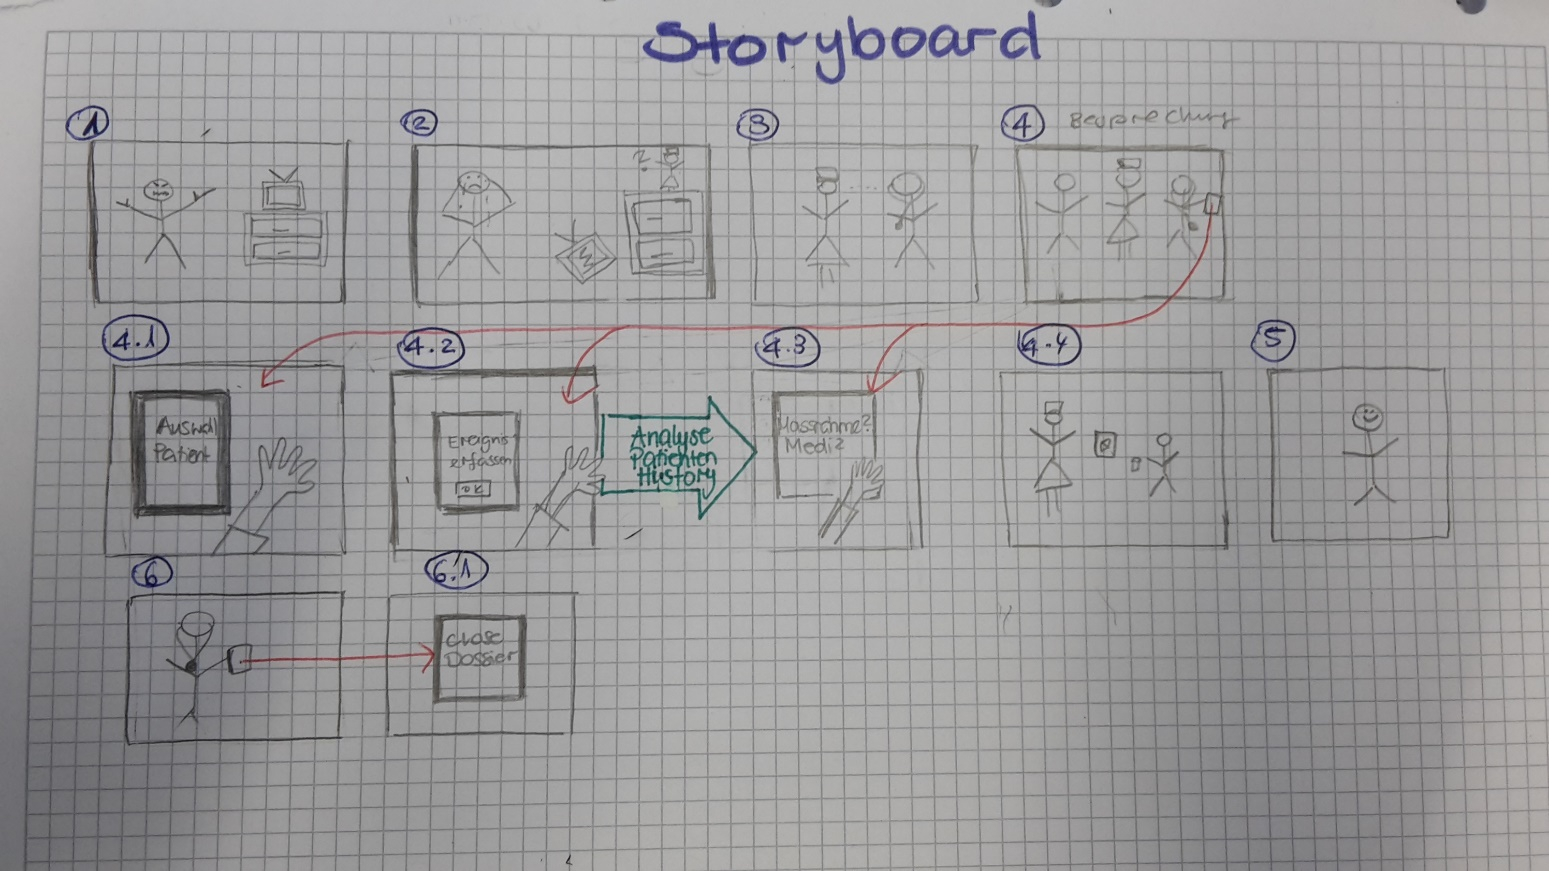 Storyboard
1
2
3
4 Besprechung
?
4.1
4.2
4.3
4.4
5
Auswahl
Patient
Ereignis
erfassen
OK
Analyse
Patienten
History
Massnahme?
Medi?
6
6.1
Close
Dossier